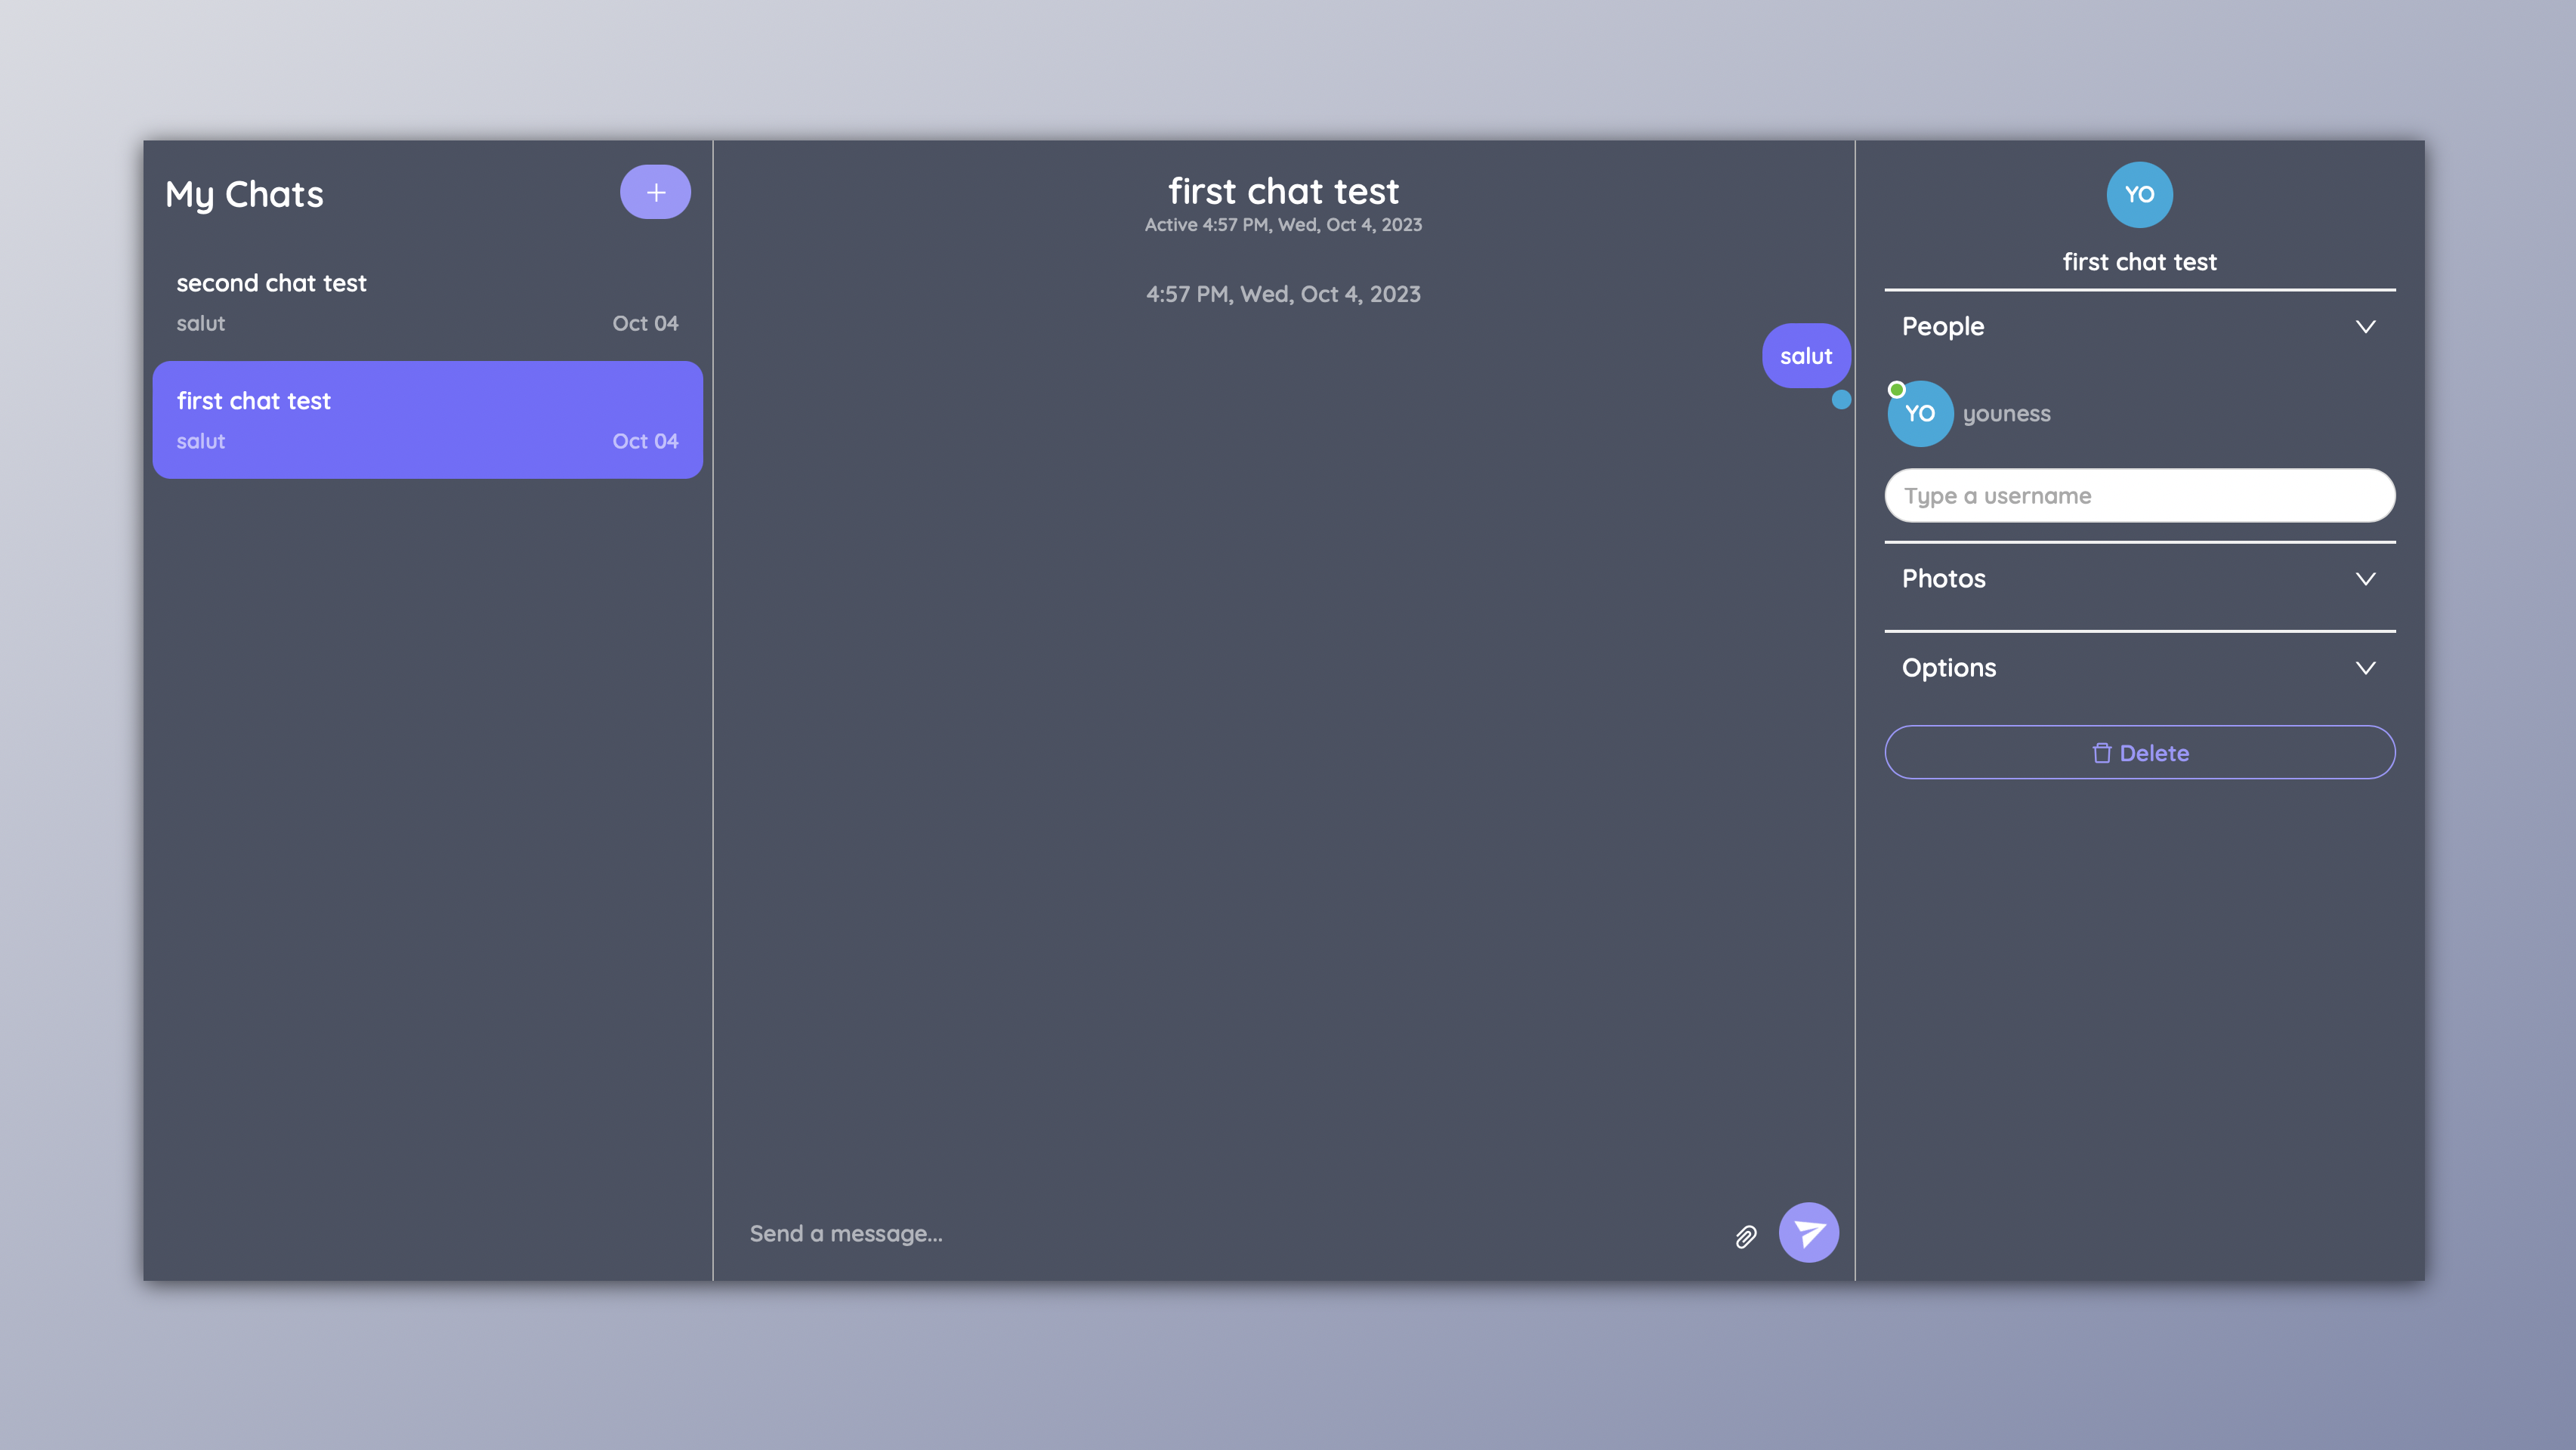 My Chats
second chat test
salut Oct 04
first chat test
salut Oct 04
first chat test
Active 4:57 PM, Wed, Oct 4, 2023
4:57 PM, Wed, Oct 4, 2023
salut
Send a message...
YO
first chat test
People
YO youness
Type a username
Photos
Options
Delete